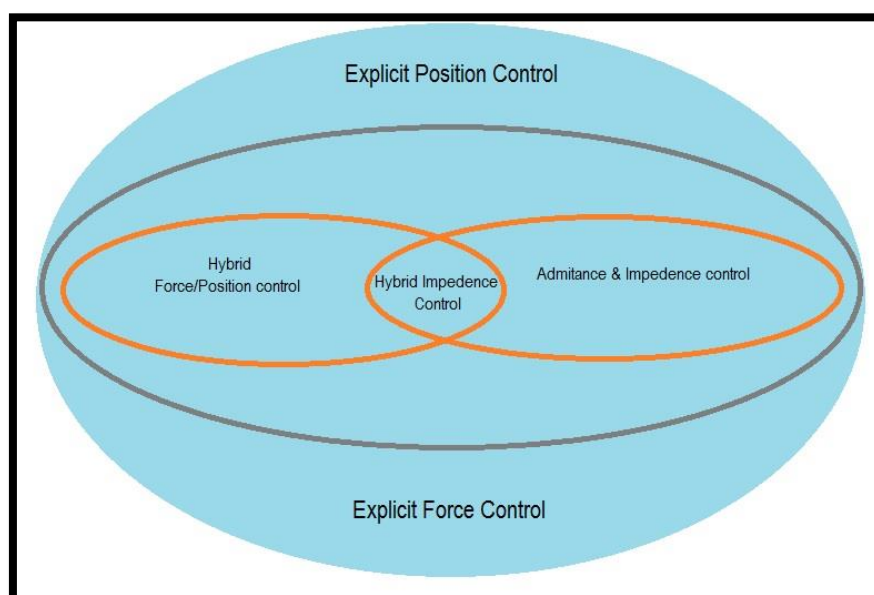 Explicit Position Control
Hybrid
Force/Position control
Hybrid Impedence
Control
Admitance & Impedence control
Explicit Force Control